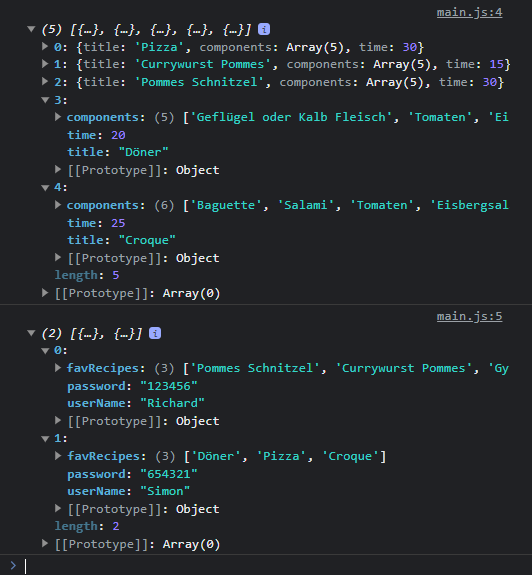 main.js:4
(5) [{…}, {…}, {…}, {…}, {…}] i
0: {title: 'Pizza', components: Array(5), time: 30}
1: {title: 'Currywurst Pommes', components: Array(5), time: 15}
2: {title: 'Pommes Schnitzel', components: Array(5), time: 30}
3:
components: (5) ['Geflügel oder Kalb Fleisch', 'Tomaten', 'Ei
time: 20
title: "Döner"
[[Prototype]]: Object
4:
components: (6) ['Baguette', 'Salami', 'Tomaten', 'Eisbergsal
time: 25
title: "Croque"
[[Prototype]]: Object
length: 5
[[Prototype]]: Array(0)
main.js:5
(2) [{…}, {…}] i
0:
favRecipes: (3) ['Pommes Schnitzel', 'Currywurst Pommes', 'Gy
password: "123456"
userName: "Richard"
[[Prototype]]: Object
1:
favRecipes: (3) ['Döner', 'Pizza', 'Croque']
password: "654321"
userName: "Simon"
[[Prototype]]: Object
length: 2
[[Prototype]]: Array(0)